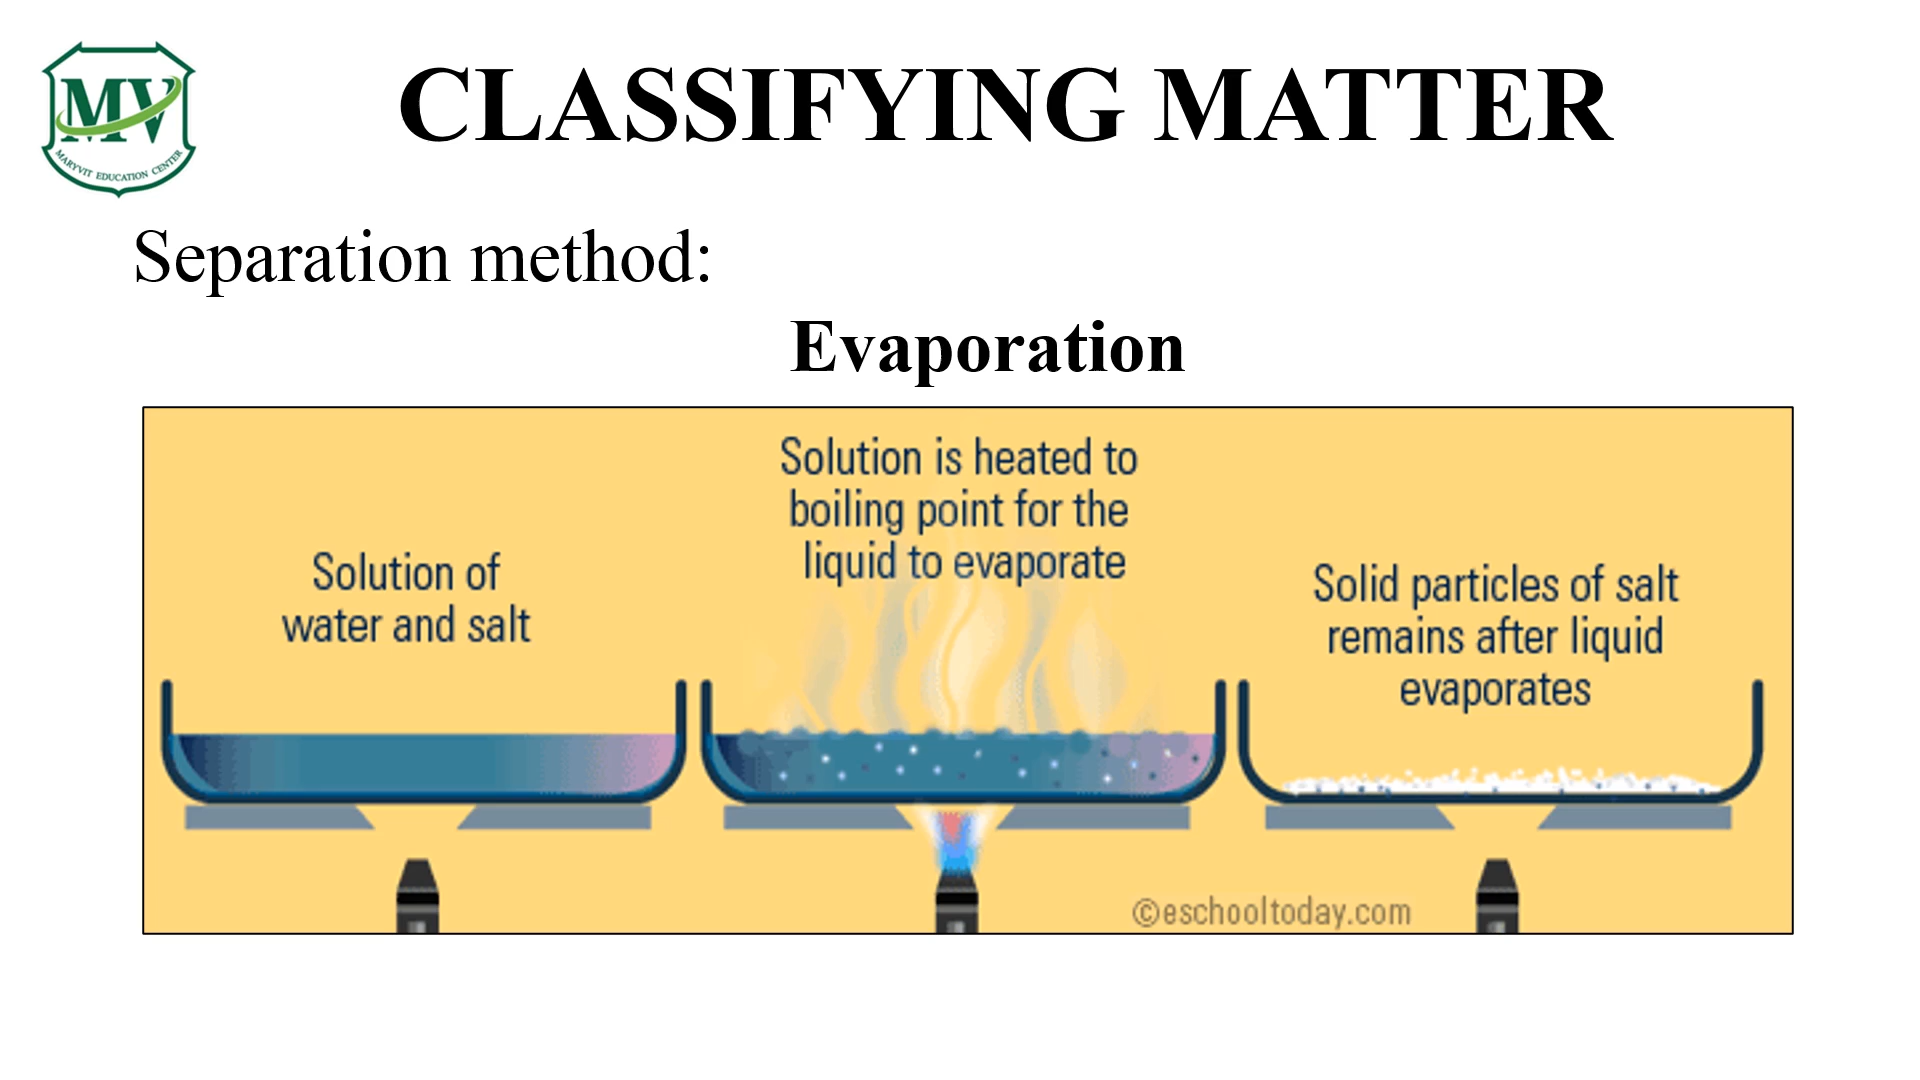 MV
MARYVIT EDUCATION CENTER
CLASSIFYING MATTER
Separation method:
Evaporation
Solution of
water and salt
Solution is heated to
boiling point for the
liquid to evaporate
Solid particles of salt
remains after liquid
evaporates
©eschooltoday.com